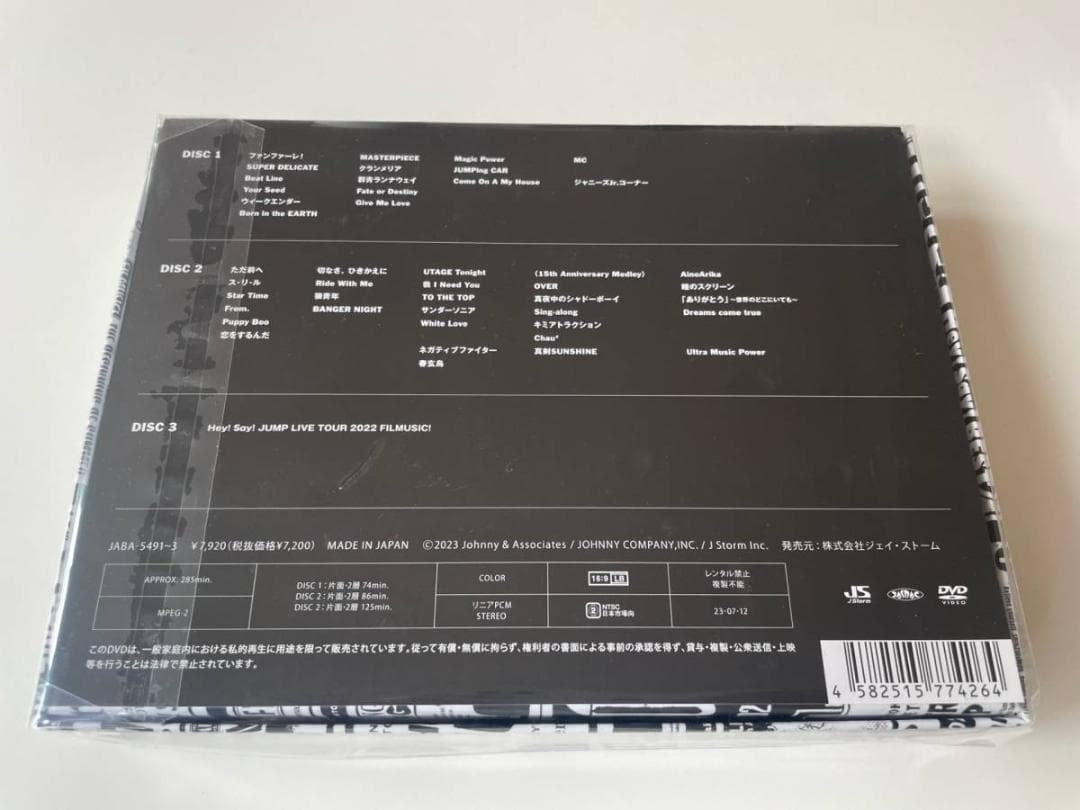 DISC 1
ファンファーレ!
SUPER DELICATE
Beat Line
Your Seed
ウィークエンダー
Born in the EARTH
MASTERPIECE
クランメリア
群青ランナウェイ
Fate or Destiny
Give Me Love
Magic Power
JUMPing CAR
Come On A My House
MC
ジャニーズJr.コーナー
DISC 2
ただ前へ
ス・リ・ル
Star Time
From.
Puppy Boo
恋をするんだ
切なさ、ひきかえに
Ride With Me
狼青年
BANGER NIGHT
UTAGE Tonight
我 I Need You
TO THE TOP
サンダーソニア
White Love
ネガティブファイター
春玄鳥
(15th Anniversary Medley)
OVER
真夜中のシャドーボーイ
Sing-along
キミアトラクション
Chau#
真剣SUNSHINE
AinoArika
瞳のスクリーン
「ありがとう」~世界のどこにいても~
Dreams come true
Ultra Music Power
DISC 3
Hey! Say! JUMP LIVE TOUR 2022 FILMUSIC!
JABA-5491~3 ¥7,920(税抜価格¥7,200) MADE IN JAPAN ©2023 Johnny & Associates / JOHNNY COMPANY,INC. / J Storm Inc. 発売元:株式会社ジェイ・ストーム
APPROX. 285min.
MPEG-2
DISC 1:片面・2層 74min.
DISC 2:片面・2層 86min.
DISC 2:片面・2層 125min.
COLOR
リニアPCM
STEREO
16:9 LB
2 NTSC
日本市場向
レンタル禁止
複製不能
23・07・12
JS
J Storm
JASRAC
DVD
VIDEO
このDVDは、一般家庭内における私的再生に用途を限って販売されています。従って有償・無償に拘らず、権利者の書面による事前の承認を得ず、貸与・複製・公衆送信・上映
等を行うことは法律で禁止されています。
4 582515 774264